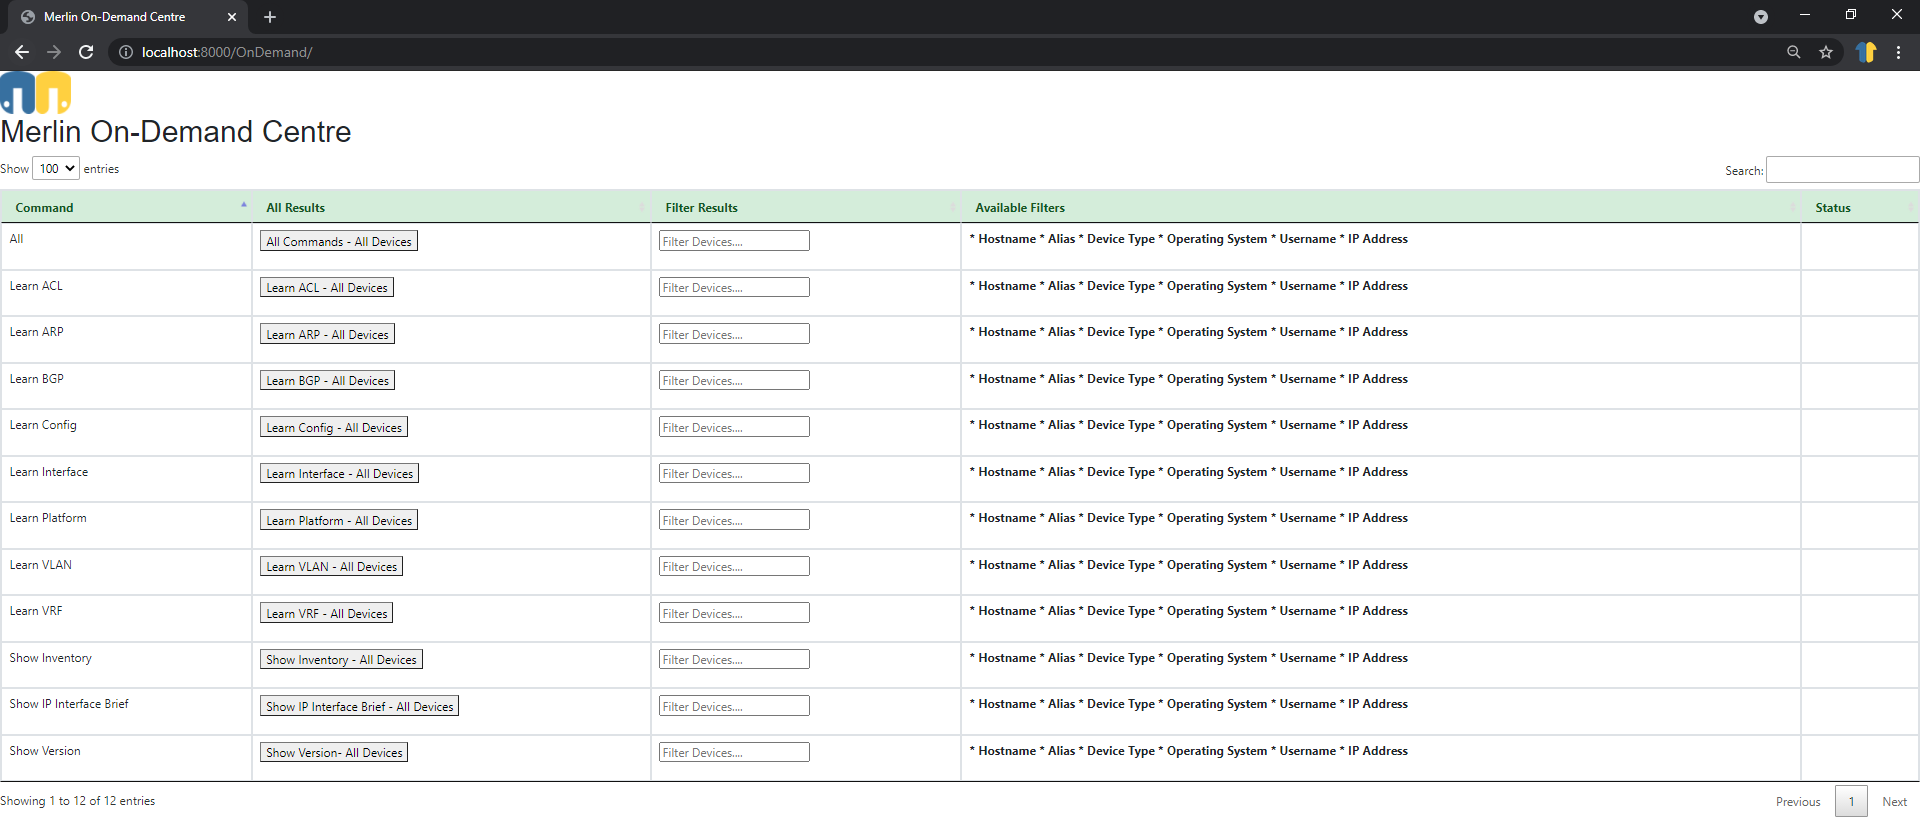 Merlin On-Demand Centre
localhost:8000/OnDemand/
Merlin On-Demand Centre
Show 100 entries
Search:
Command All Results Filter Results Available Filters Status
All All Commands - All Devices Filter Devices.... * Hostname * Alias * Device Type * Operating System * Username * IP Address
Learn ACL Learn ACL - All Devices Filter Devices.... * Hostname * Alias * Device Type * Operating System * Username * IP Address
Learn ARP Learn ARP - All Devices Filter Devices.... * Hostname * Alias * Device Type * Operating System * Username * IP Address
Learn BGP Learn BGP - All Devices Filter Devices.... * Hostname * Alias * Device Type * Operating System * Username * IP Address
Learn Config Learn Config - All Devices Filter Devices.... * Hostname * Alias * Device Type * Operating System * Username * IP Address
Learn Interface Learn Interface - All Devices Filter Devices.... * Hostname * Alias * Device Type * Operating System * Username * IP Address
Learn Platform Learn Platform - All Devices Filter Devices.... * Hostname * Alias * Device Type * Operating System * Username * IP Address
Learn VLAN Learn VLAN - All Devices Filter Devices.... * Hostname * Alias * Device Type * Operating System * Username * IP Address
Learn VRF Learn VRF - All Devices Filter Devices.... * Hostname * Alias * Device Type * Operating System * Username * IP Address
Show Inventory Show Inventory - All Devices Filter Devices.... * Hostname * Alias * Device Type * Operating System * Username * IP Address
Show IP Interface Brief Show IP Interface Brief - All Devices Filter Devices.... * Hostname * Alias * Device Type * Operating System * Username * IP Address
Show Version Show Version- All Devices Filter Devices.... * Hostname * Alias * Device Type * Operating System * Username * IP Address
Showing 1 to 12 of 12 entries
Previous 1 Next